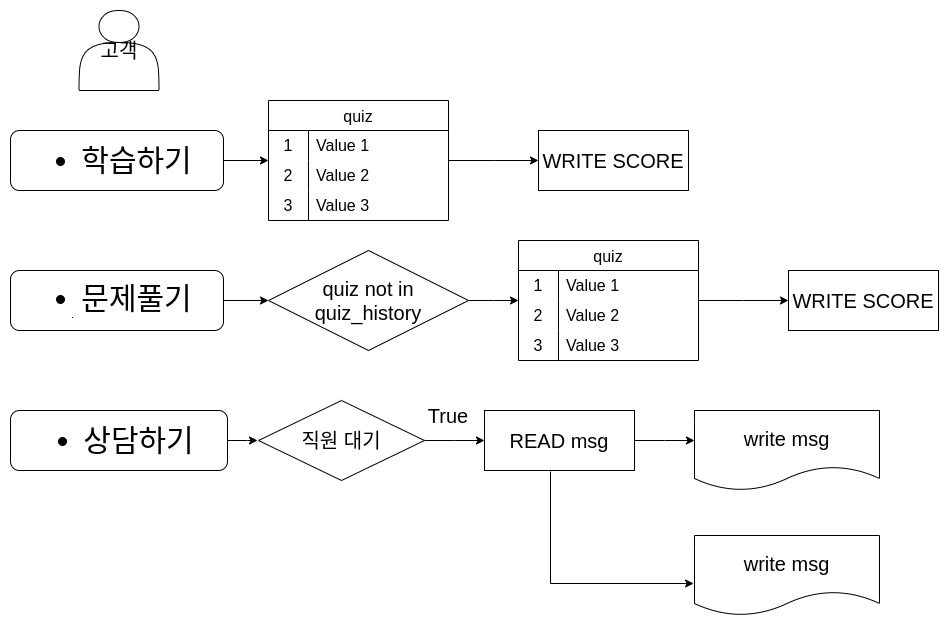 고객
• 학습하기
quiz
1 Value 1
2 Value 2
3 Value 3
WRITE SCORE
• 문제풀기
.
quiz not in
quiz_history
quiz
1 Value 1
2 Value 2
3 Value 3
WRITE SCORE
• 상담하기
직원 대기
True
READ msg
write msg
write msg